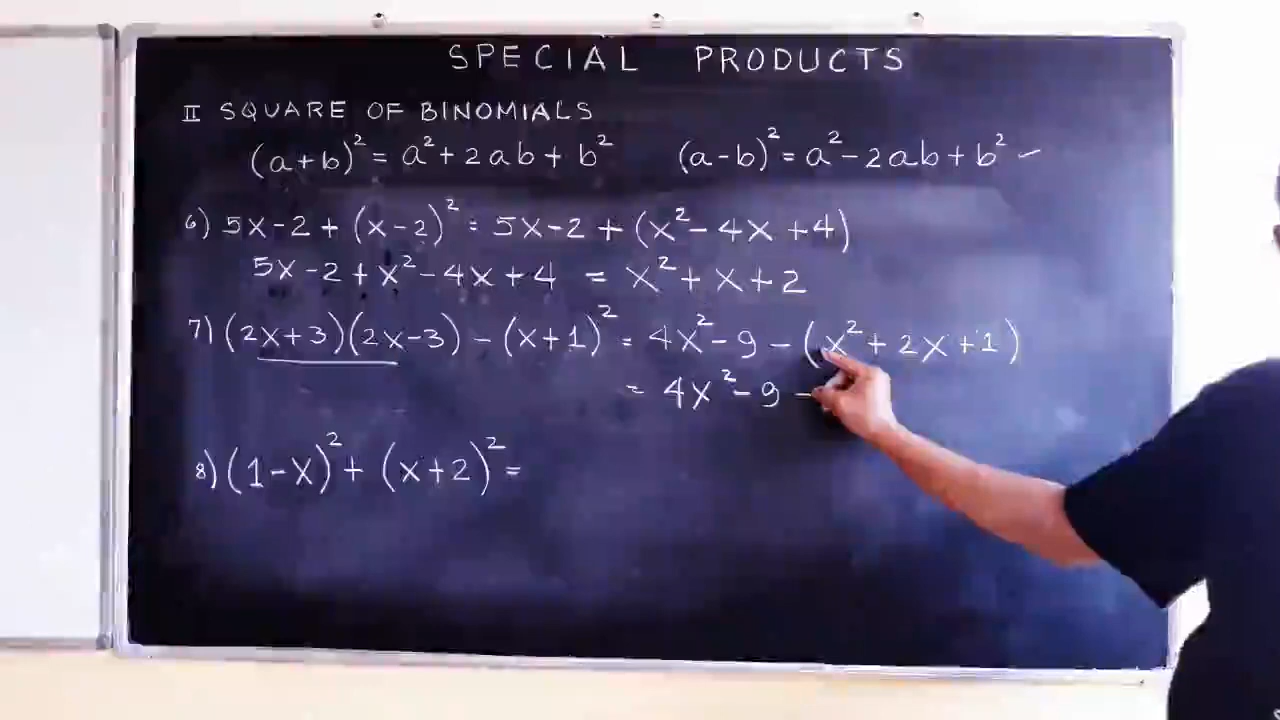 SPECIAL PRODUCTS
II SQUARE OF BINOMIALS
(a+b)² = a² + 2ab + b² (a-b)² = a² - 2ab + b²
6) 5x-2 + (x-2)² = 5x-2 + (x² - 4x + 4)
5x - 2 + x² - 4x + 4 = x² + x + 2
7) (2x+3)(2x-3) - (x+1)² = 4x² - 9 - (x² + 2x + 1)
= 4x² - 9 -
8) (1-x)² + (x+2)² =